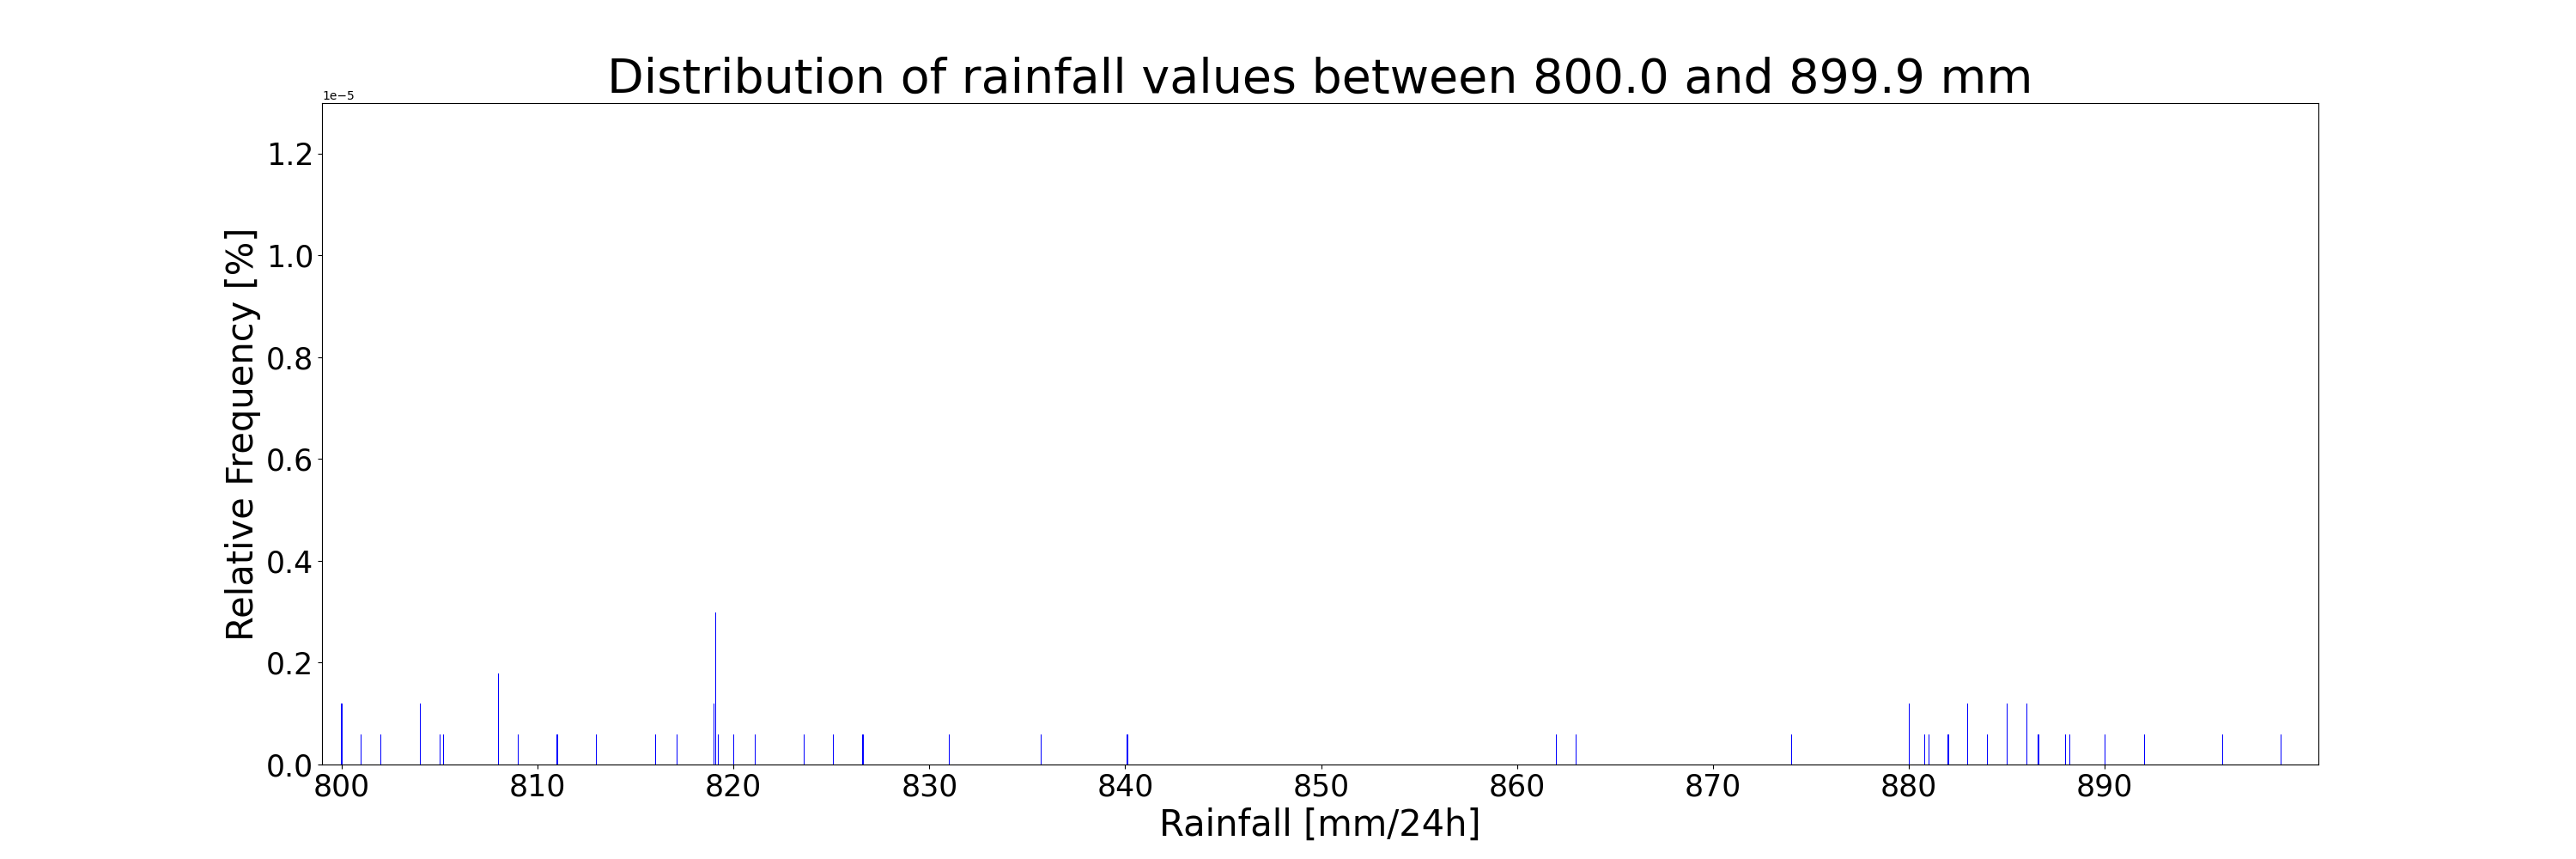 Distribution of rainfall values between 800.0 and 899.9 mm
1e−5
1.2
1.0
0.8
0.6
0.4
0.2
0.0
Relative Frequency [%]
800 810 820 830 840 850 860 870 880 890
Rainfall [mm/24h]